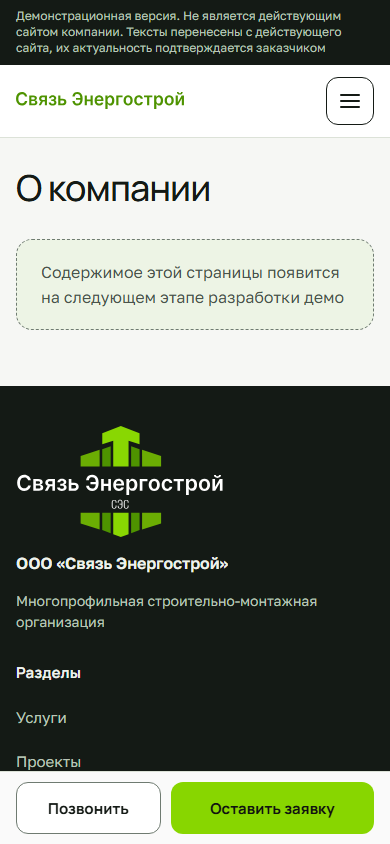 Демонстрационная версия. Не является действующим
сайтом компании. Тексты перенесены с действующего
сайта, их актуальность подтверждается заказчиком
Связь Энергострой
О компании
Содержимое этой страницы появится
на следующем этапе разработки демо
Связь Энергострой
СЭС
ООО «Связь Энергострой»
Многопрофильная строительно-монтажная
организация
Разделы
Услуги
Проекты
Позвонить
Оставить заявку